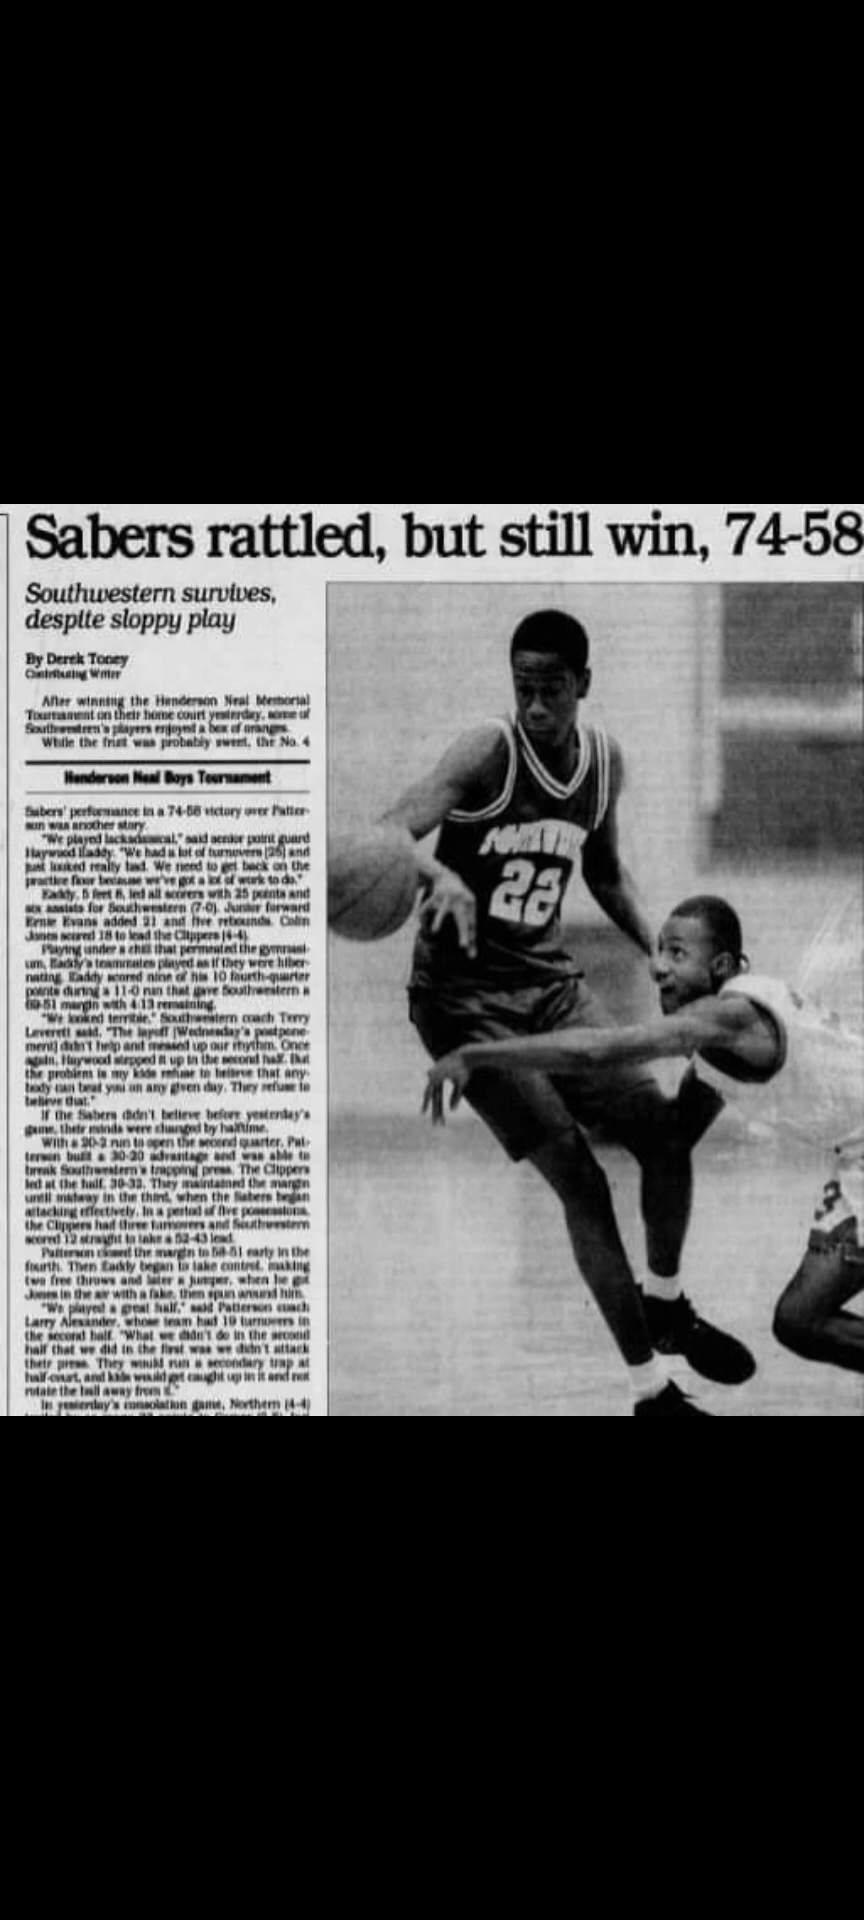 Sabers rattled, but still win, 74-58
Southwestern survives,
despite sloppy play
By Derek Toney
Contributing Writer
After winning the Henderson Neal Memorial
Tournament on their home court yesterday, some of
Southwestern's players enjoyed a box of oranges.
While the fruit was probably sweet, the No. 4
Henderson Neal Boys Tournament
Sabers' performance in a 74-58 victory over Patter-
son was another story.
"We played lackadaisical," said senior point guard
Haywood Eaddy. "We had a lot of turnovers [25] and
just looked really bad. We need to get back on the
practice floor because we've got a lot of work to do."
Eaddy, 5 feet 6, led all scorers with 25 points and
six assists for Southwestern (7-0). Junior forward
Ernie Evans added 21 and five rebounds. Colin
Jones scored 18 to lead the Clippers (4-4).
Playing under a chill that permeated the gymnasi-
um, Eaddy's teammates played as if they were hiber-
nating. Eaddy scored nine of his 10 fourth-quarter
points during a 11-0 run that gave Southwestern a
69-51 margin with 4:13 remaining.
"We looked terrible," Southwestern coach Terry
Leverett said. "The layoff [Wednesday's postpone-
ment] didn't help and messed up our rhythm. Once
again, Haywood stepped it up in the second half. But
the problem is my kids refuse to believe that any-
body can beat you on any given day. They refuse to
believe that."
If the Sabers didn't believe before yesterday's
game, their minds were changed by halftime.
With a 20-2 run to open the second quarter, Pat-
terson built a 30-20 advantage and was able to
break Southwestern's trapping press. The Clippers
led at the half, 39-32. They maintained the margin
until midway in the third, when the Sabers began
attacking effectively. In a period of five possessions,
the Clippers had three turnovers and Southwestern
scored 12 straight to take a 52-43 lead.
Patterson closed the margin to 58-51 early in the
fourth. Then Eaddy began to take control, making
two free throws and later a jumper, when he got
Jones in the air with a fake, then spun around him.
"We played a great half," said Patterson coach
Larry Alexander, whose team had 19 turnovers in
the second half. "What we didn't do in the second
half that we did in the first was we didn't attack
their press. They would run a secondary trap at
half-court, and kids would get caught up in it and not
rotate the ball away from it."
In yesterday's consolation game, Northern (4-4)
22